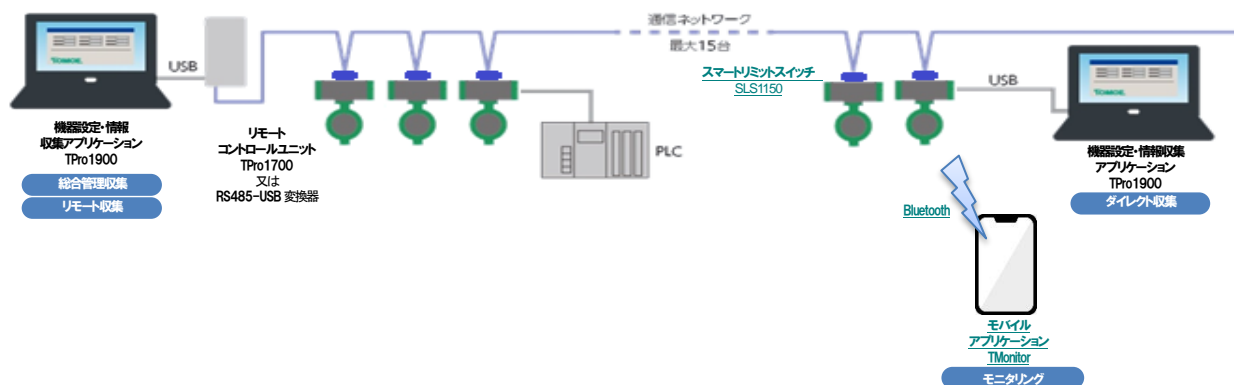 通信ネットワーク
最大15台
TOMOE
USB
機器設定・情報
収集アプリケーション
TPro1900
総合管理収集
リモート収集
リモート
コントロールユニット
TPro1700
又は
RS485-USB 変換器
PLC
スマートリミットスイッチ
SLS1150
USB
TOMOE
機器設定・情報収集
アプリケーション
TPro1900
ダイレクト収集
Bluetooth
モバイル
アプリケーション
TMonitor
モニタリング